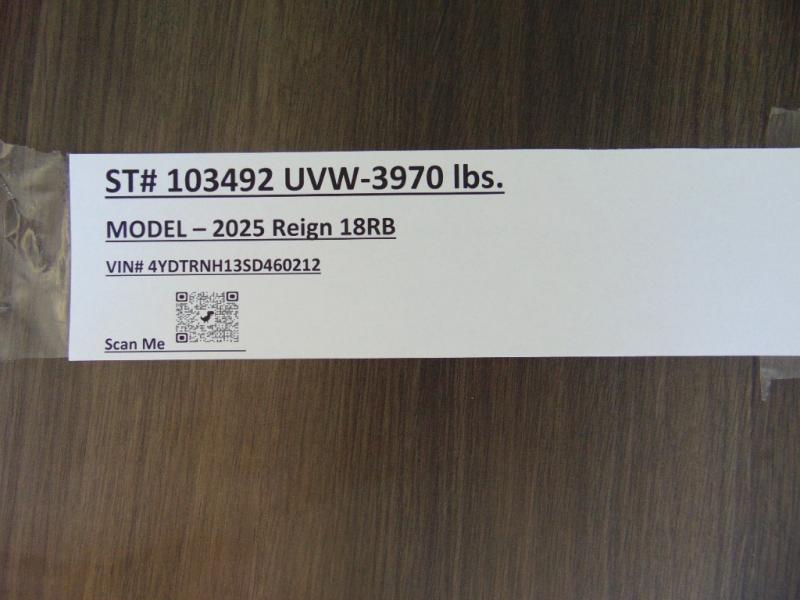 ST# 103492 UVW-3970 lbs.
MODEL – 2025 Reign 18RB
VIN# 4YDTRNH13SD460212
Scan Me